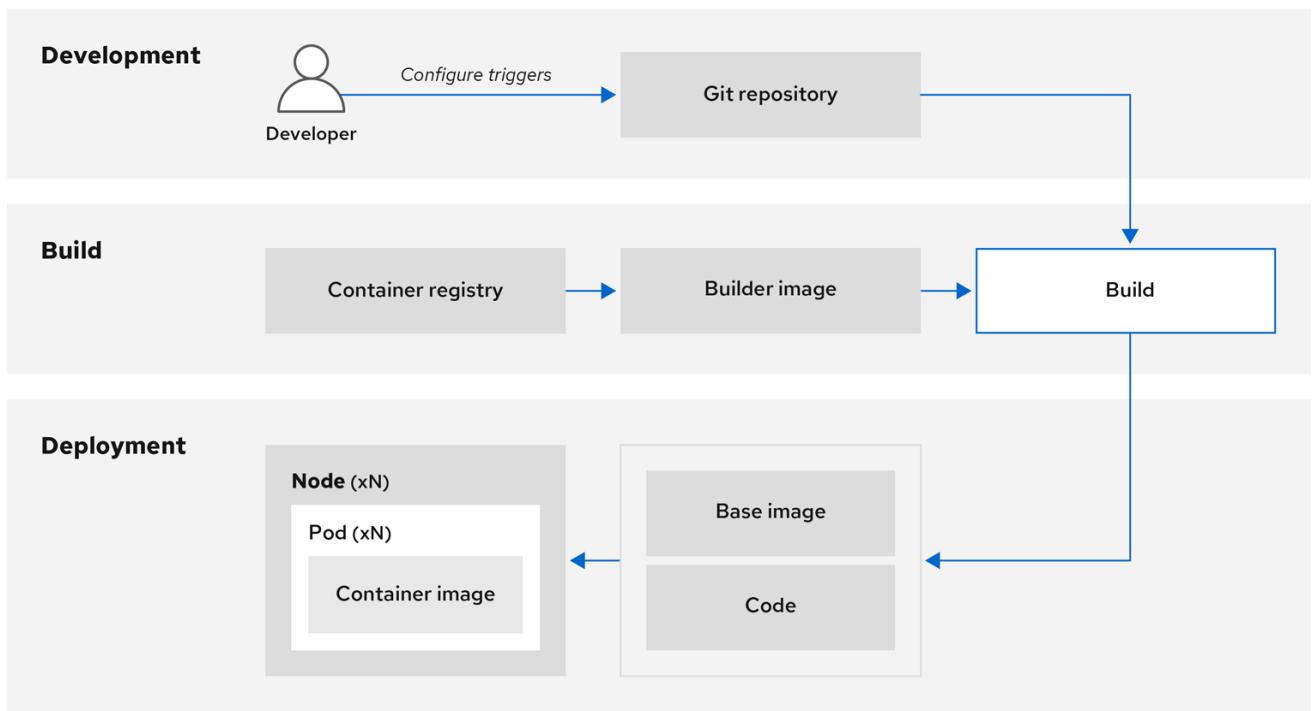 Development
Configure triggers
Developer
Git repository
Build
Container registry
Builder image
Build
Deployment
Node (xN)
Pod (xN)
Container image
Base image
Code